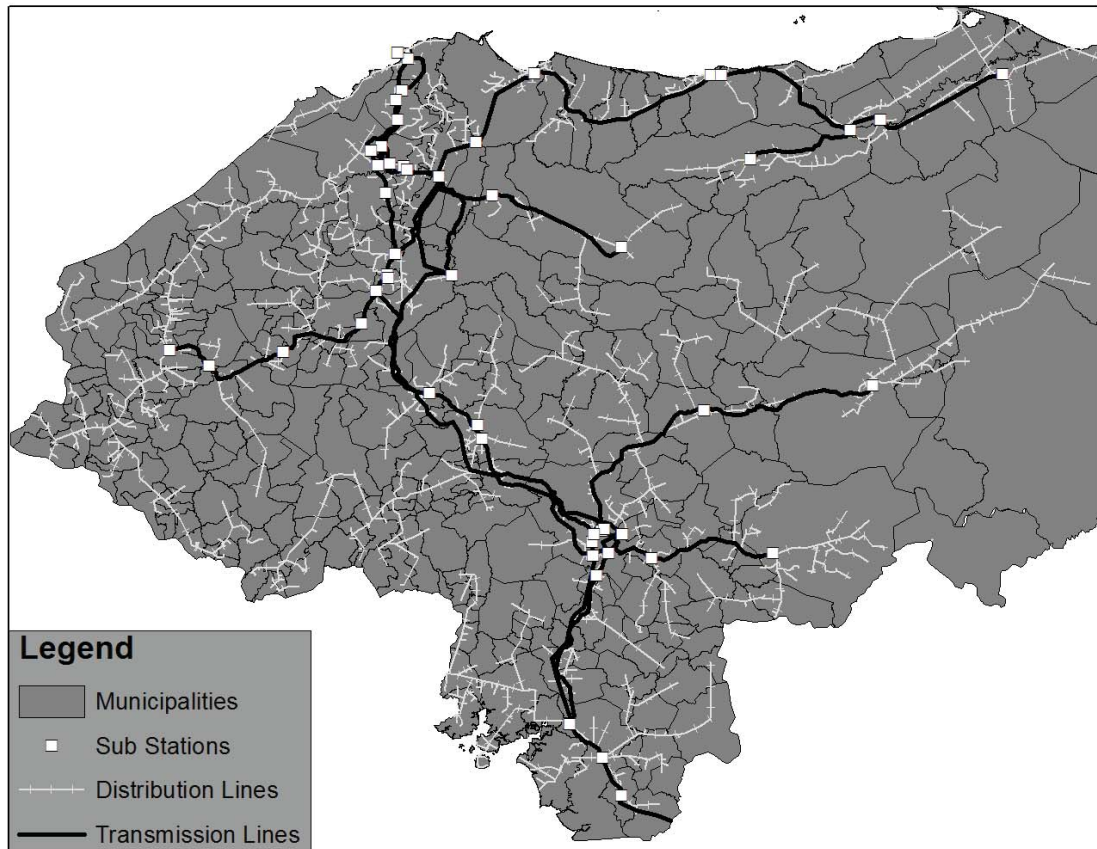 Legend
Municipalities
Sub Stations
Distribution Lines
Transmission Lines